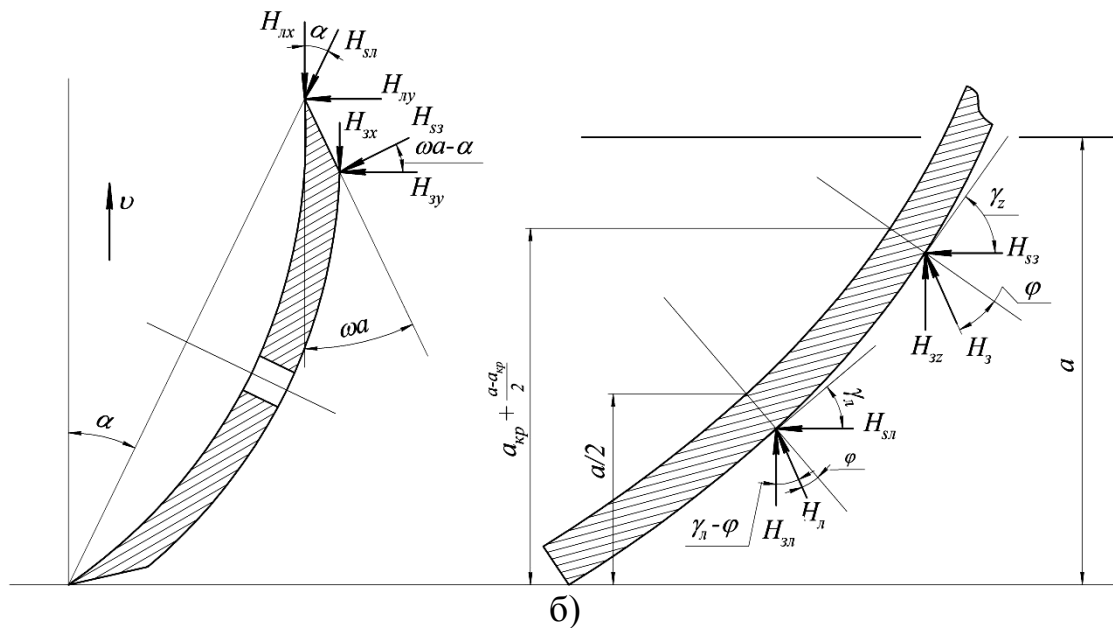 H_лх
α
H_sл
H_лу
H_зх
H_sз
ωa-α
H_зу
υ
ωa
α
γ_z
H_sз
φ
H_зz
H_з
a
a_кр + (a-a_кр)/2
a/2
γ_л
H_sл
φ
γ_л-φ
H_л
H_зл
б)